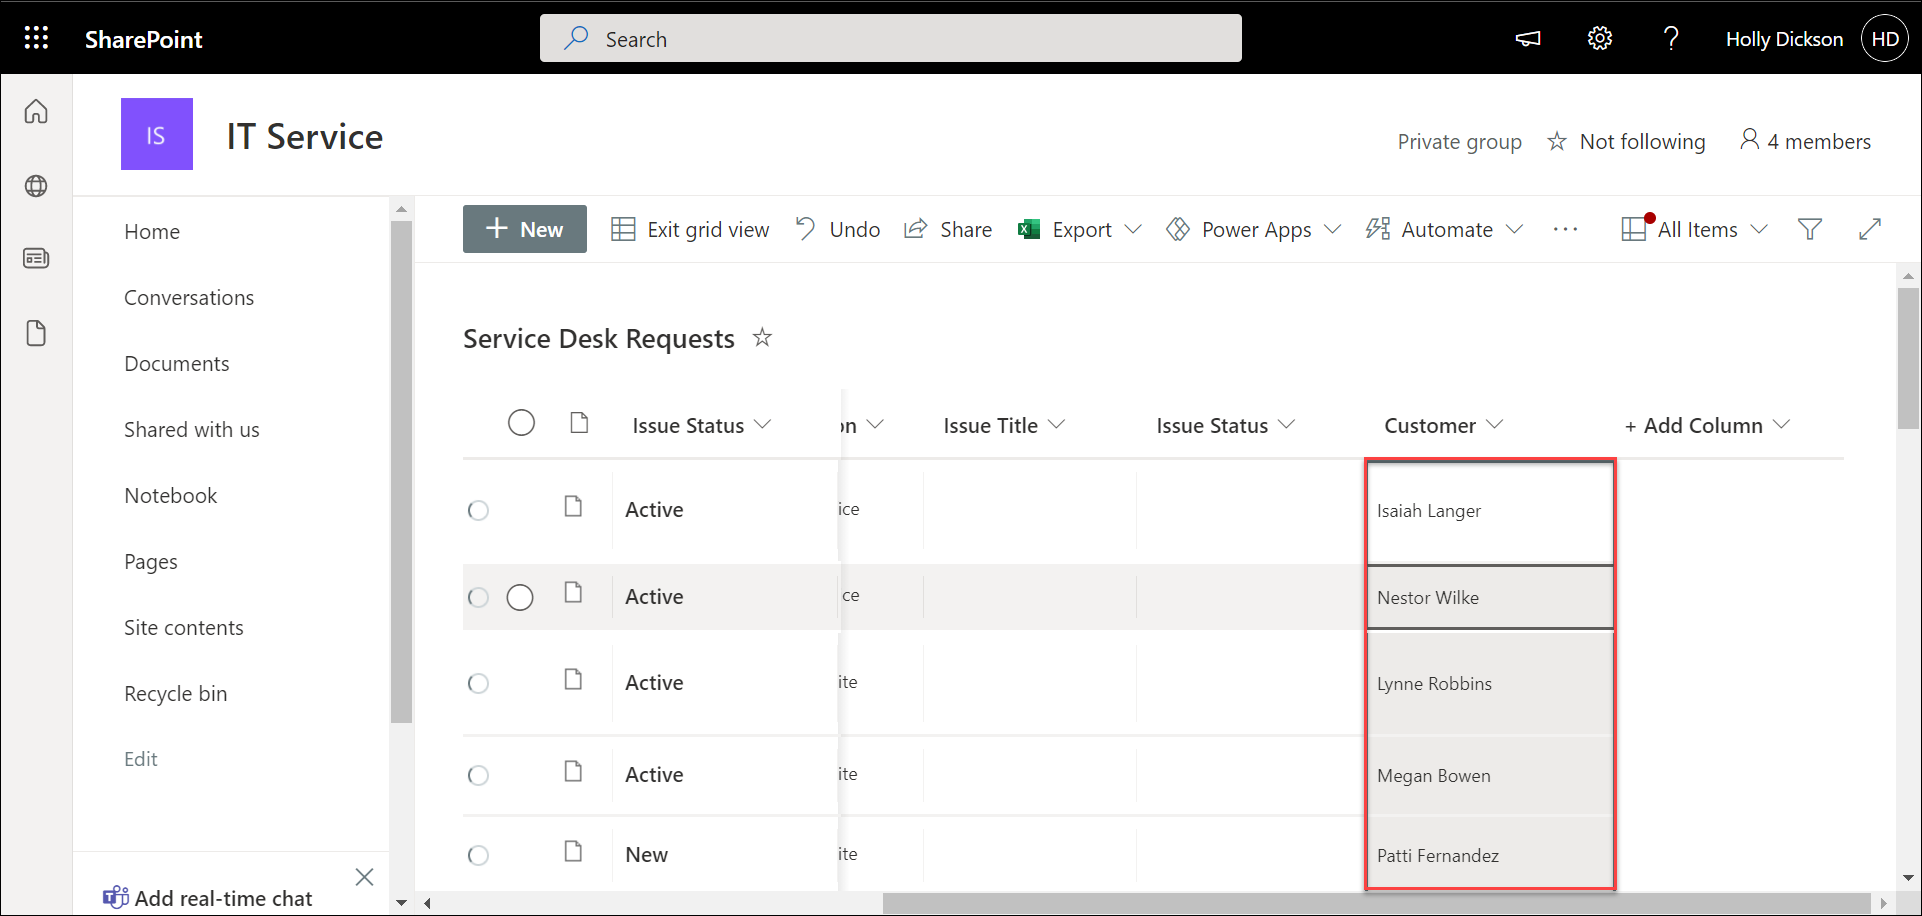 SharePoint
Search
Holly Dickson
HD
IS
IT Service
Private group
Not following
4 members
Home
Conversations
Documents
Shared with us
Notebook
Pages
Site contents
Recycle bin
Edit
Add real-time chat
+ New
Exit grid view
Undo
Share
Export
Power Apps
Automate
...
All Items
Service Desk Requests
Issue Status
on
Issue Title
Issue Status
Customer
+ Add Column
Active
ice
Isaiah Langer
Active
ce
Nestor Wilke
Active
ite
Lynne Robbins
Active
ite
Megan Bowen
New
ite
Patti Fernandez